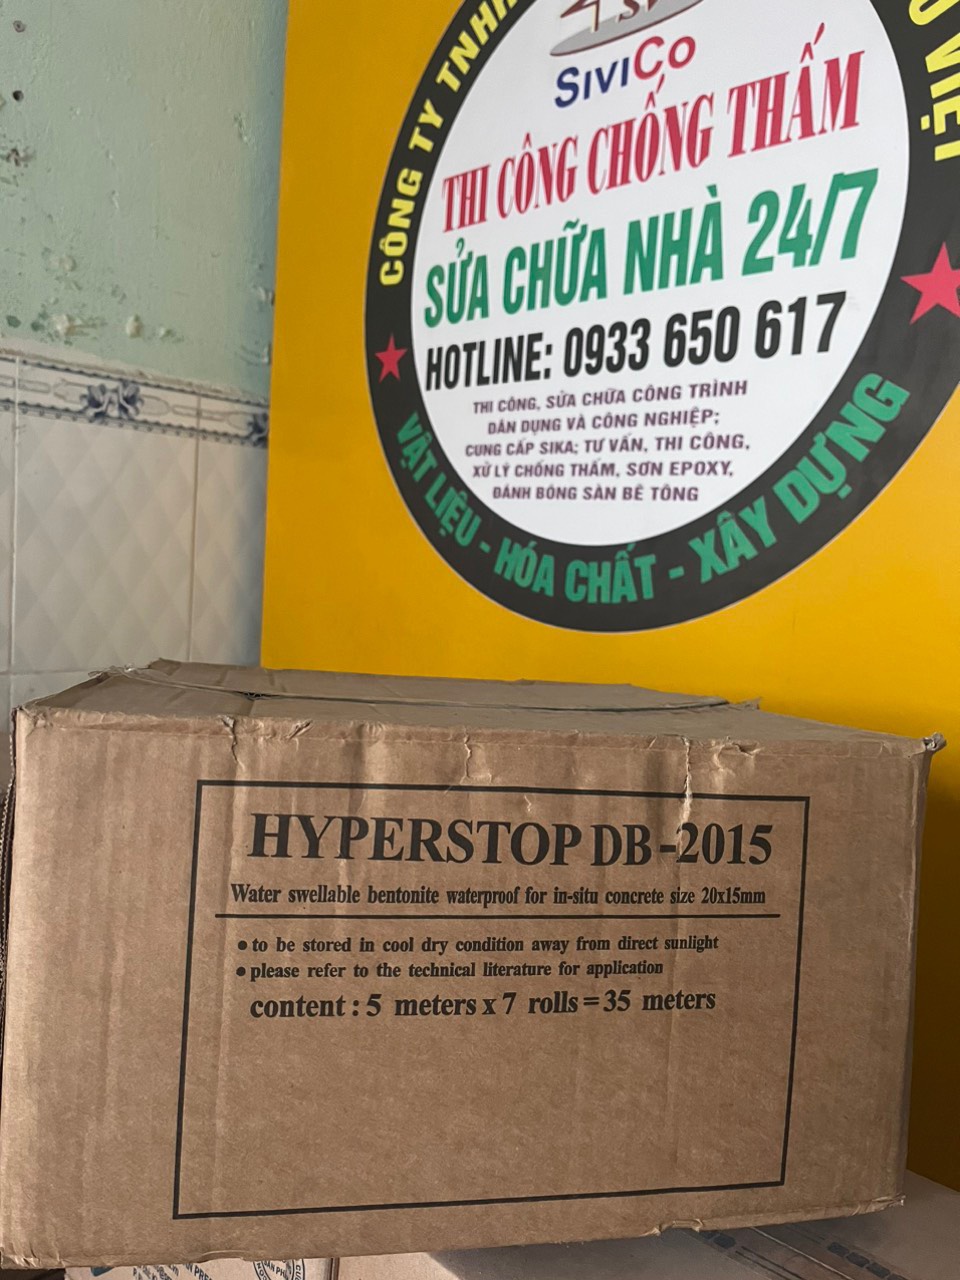 CÔNG TY TNHH
VIỆT
SIVICO
THI CÔNG CHỐNG THẤM
SỬA CHỮA NHÀ 24/7
HOTLINE: 0933 650 617
THI CÔNG, SỬA CHỮA CÔNG TRÌNH
DÂN DỤNG VÀ CÔNG NGHIỆP;
CUNG CẤP SIKA; TƯ VẤN, THI CÔNG,
XỬ LÝ CHỐNG THẤM, SƠN EPOXY,
ĐÁNH BÓNG SÀN BÊ TÔNG
VẬT LIỆU - HÓA CHẤT - XÂY DỰNG
HYPERSTOP DB-2015
Water swellable bentonite waterproof for in-situ concrete size 20x15mm
• to be stored in cool dry condition away from direct sunlight
• please refer to the technical literature for application
content : 5 meters x 7 rolls = 35 meters